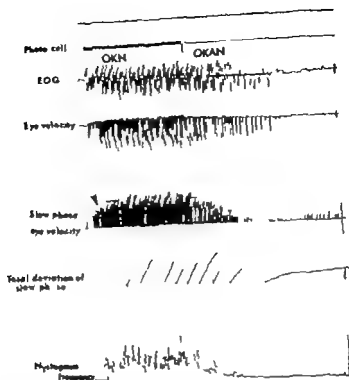 Photo cell
OKN OKAN
EOG
Eye velocity
Slow phase
eye velocity
Total deviation of
slow phase
Nystagmus
frequency